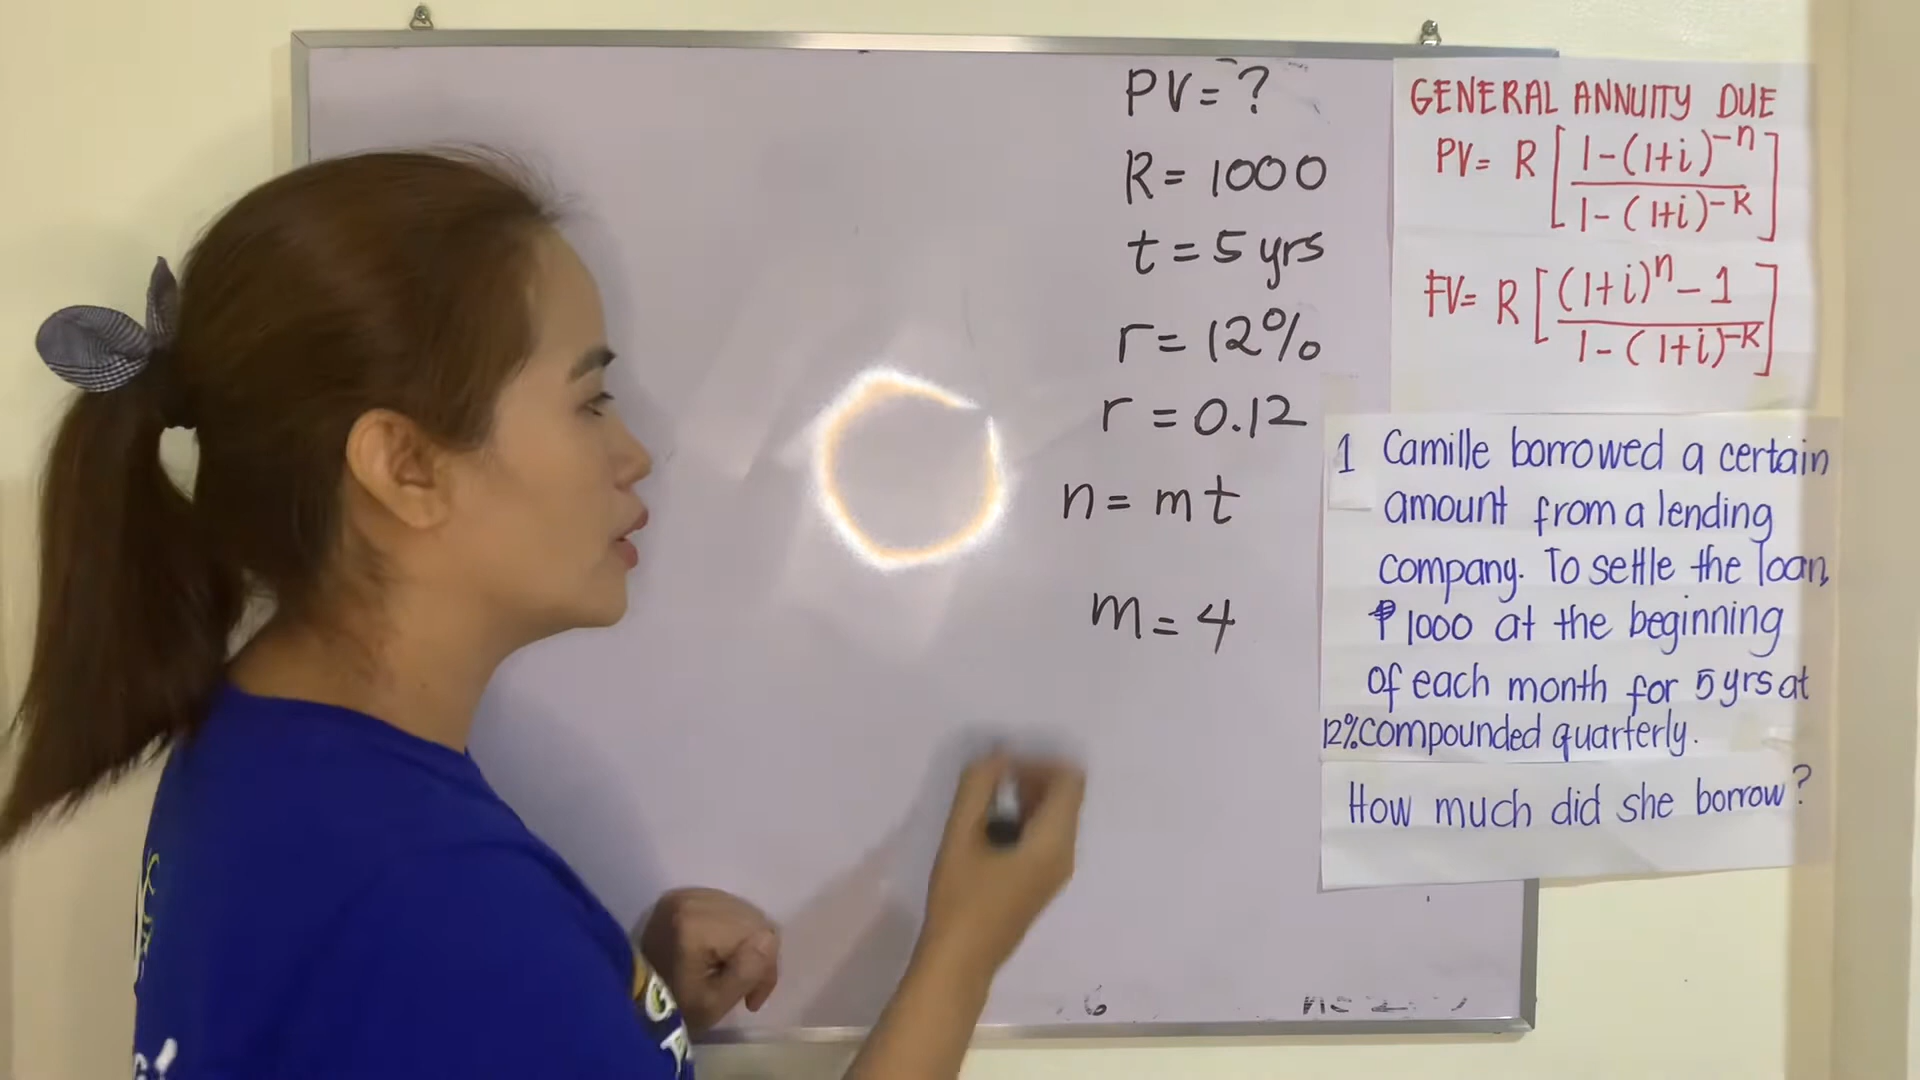 PV = ?
R = 1000
t = 5 yrs
r = 12%
r = 0.12
n = m t
m = 4
GENERAL ANNUITY DUE
PV = R [ 1-(1+i)^-n / 1-(1+i)^-k ]
FV = R [ (1+i)^n - 1 / 1-(1+i)^-k ]
1 Camille borrowed a certain
amount from a lending
company. To settle the loan,
₱1000 at the beginning
of each month for 5 yrs at
12% compounded quarterly.
How much did she borrow?